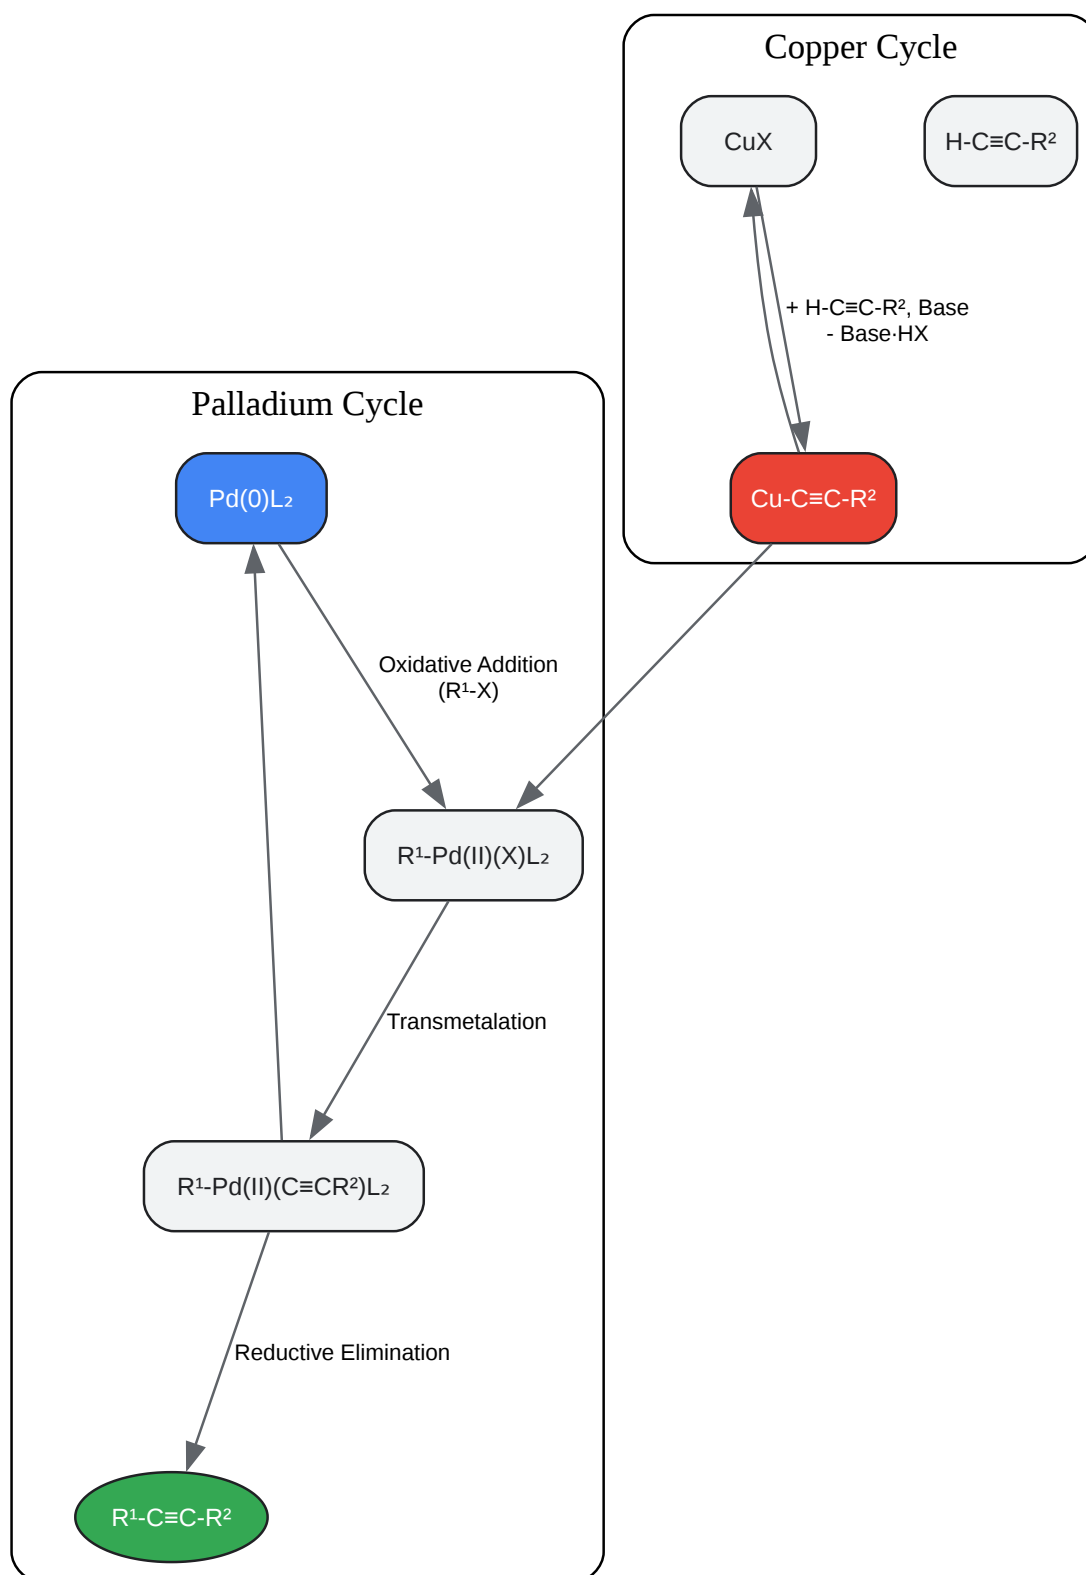 Copper Cycle
CuX
H-C≡C-R²
+ H-C≡C-R², Base
- Base·HX
Cu-C≡C-R²
Palladium Cycle
Pd(0)L₂
Oxidative Addition
(R¹-X)
R¹-Pd(II)(X)L₂
Transmetalation
R¹-Pd(II)(C≡CR²)L₂
Reductive Elimination
R¹-C≡C-R²